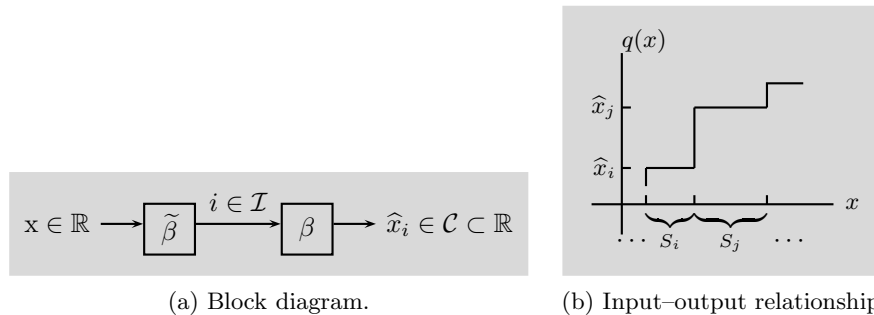 q(x)
x̂_j
x̂_i
x
S_i S_j
··· ···
x ∈ ℝ β̃ i ∈ ℐ β x̂_i ∈ 𝒞 ⊂ ℝ
(a) Block diagram.
(b) Input–output relationship